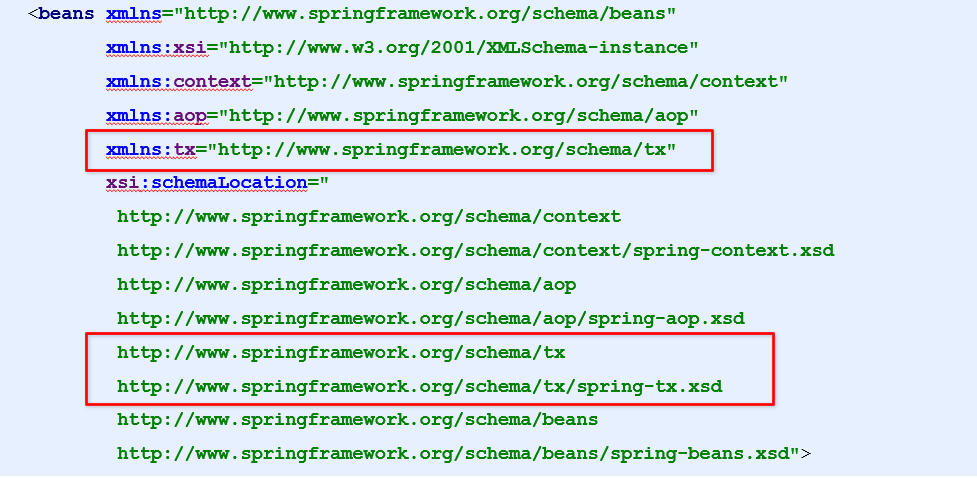 <beans xmlns="http://www.springframework.org/schema/beans"
xmlns:xsi="http://www.w3.org/2001/XMLSchema-instance"
xmlns:context="http://www.springframework.org/schema/context"
xmlns:aop="http://www.springframework.org/schema/aop"
xmlns:tx="http://www.springframework.org/schema/tx"
xsi:schemaLocation="
http://www.springframework.org/schema/context
http://www.springframework.org/schema/context/spring-context.xsd
http://www.springframework.org/schema/aop
http://www.springframework.org/schema/aop/spring-aop.xsd
http://www.springframework.org/schema/tx
http://www.springframework.org/schema/tx/spring-tx.xsd
http://www.springframework.org/schema/beans
http://www.springframework.org/schema/beans/spring-beans.xsd">